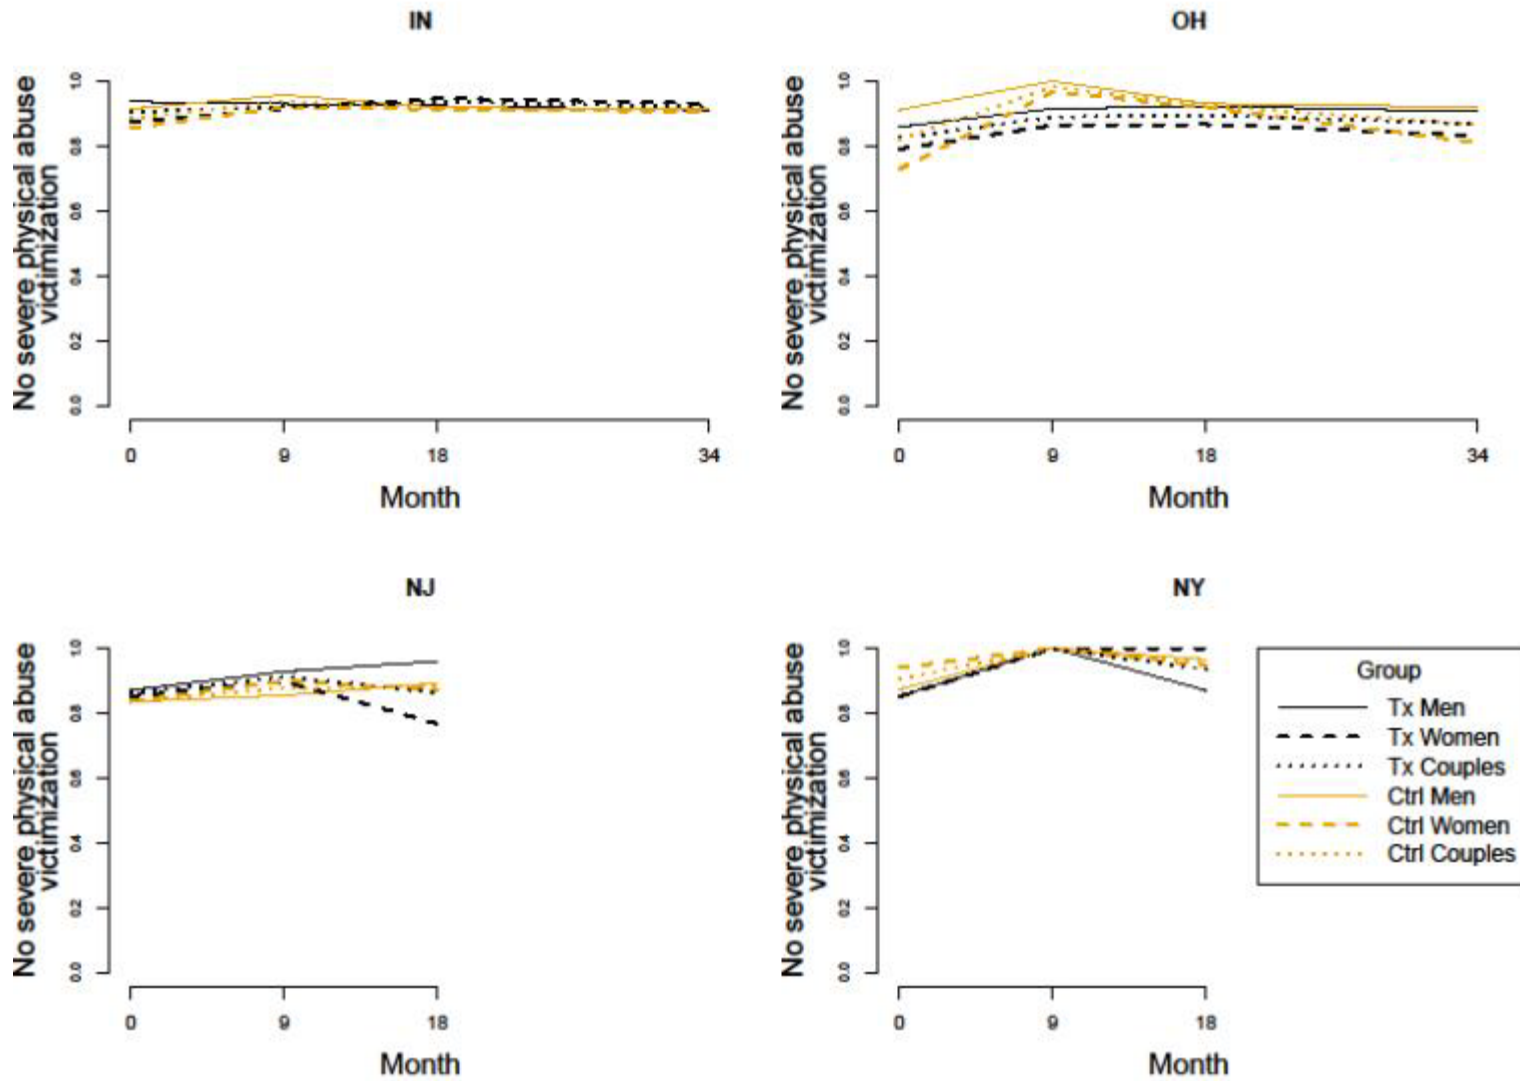 IN
No severe physical abuse
victimization
0.0 0.2 0.4 0.6 0.8 1.0
0 9 18 34
Month
OH
No severe physical abuse
victimization
0.0 0.2 0.4 0.6 0.8 1.0
0 9 18 34
Month
NJ
No severe physical abuse
victimization
0.0 0.2 0.4 0.6 0.8 1.0
0 9 18
Month
NY
No severe physical abuse
victimization
0.0 0.2 0.4 0.6 0.8 1.0
0 9 18
Month
Group
Tx Men
Tx Women
Tx Couples
Ctrl Men
Ctrl Women
Ctrl Couples